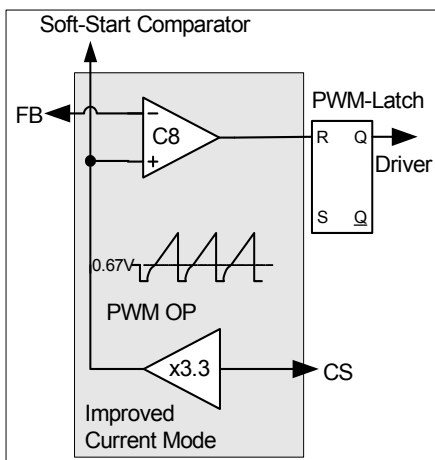 Soft-Start Comparator
FB
PWM-Latch
C8
R Q
Driver
S Q
0.67V
PWM OP
x3.3
CS
Improved
Current Mode